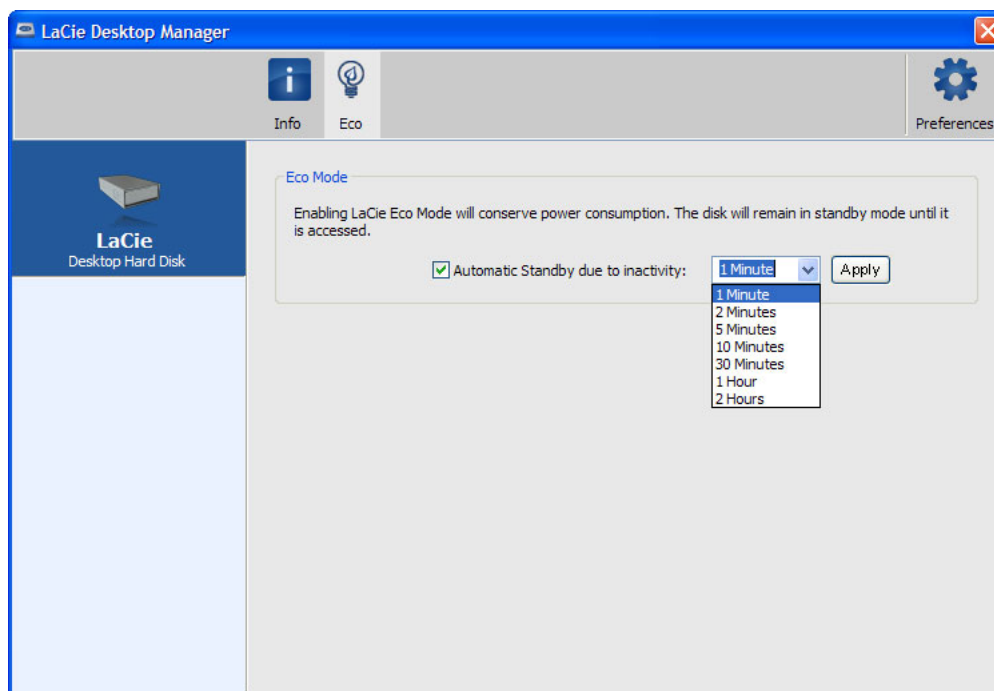 LaCie Desktop Manager
Info
Eco
Preferences
LaCie
Desktop Hard Disk
Eco Mode
Enabling LaCie Eco Mode will conserve power consumption. The disk will remain in standby mode until it
is accessed.
Automatic Standby due to inactivity:
1 Minute
Apply
1 Minute
2 Minutes
5 Minutes
10 Minutes
30 Minutes
1 Hour
2 Hours